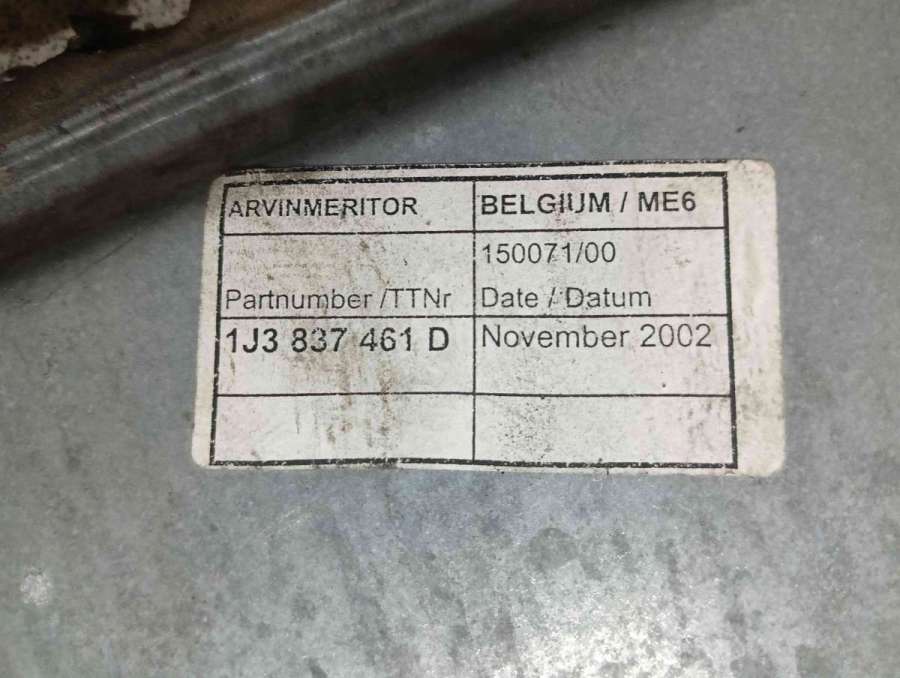 ARVINMERITOR
BELGIUM / ME6
150071/00
Partnumber /TTNr
Date / Datum
1J3 837 461 D
November 2002